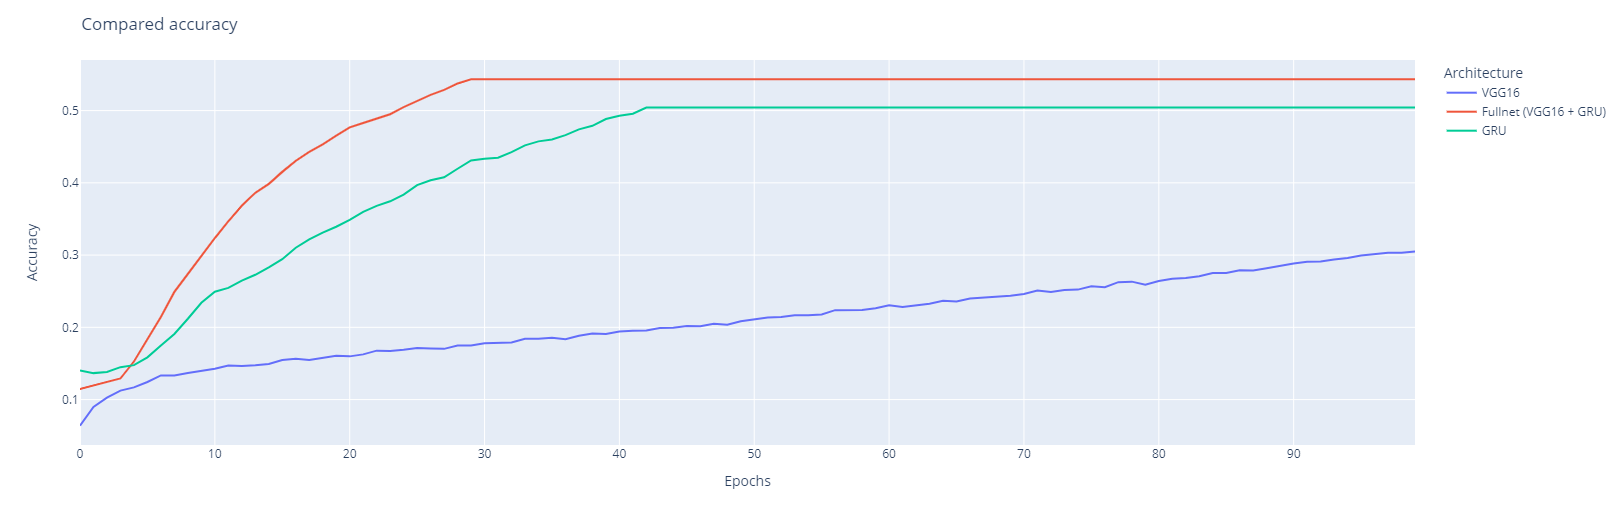 Compared accuracy
Accuracy
0.5
0.4
0.3
0.2
0.1
0 10 20 30 40 50 60 70 80 90
Epochs
Architecture
VGG16
Fullnet (VGG16 + GRU)
GRU